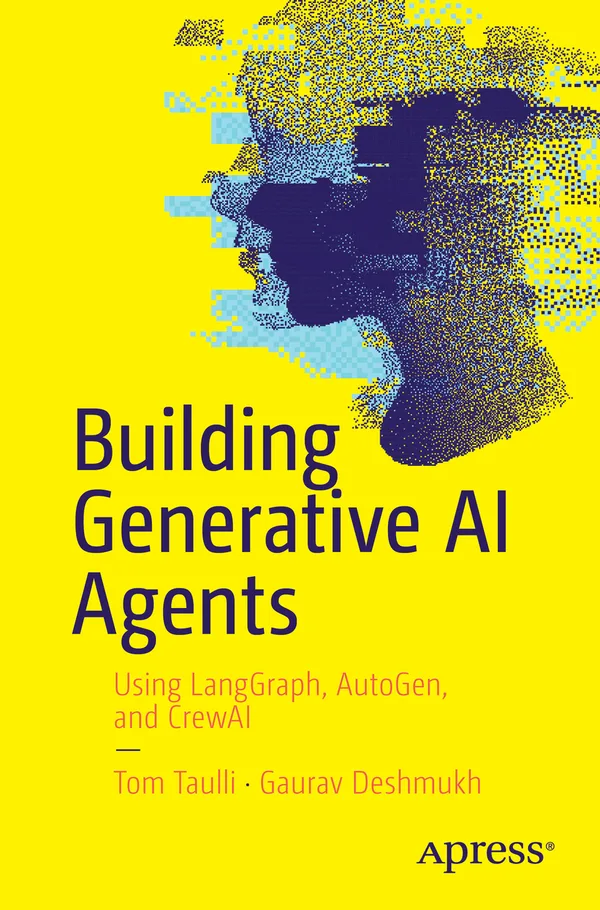 Building
Generative AI
Agents
Using LangGraph, AutoGen,
and CrewAI
—
Tom Taulli · Gaurav Deshmukh
Apress®